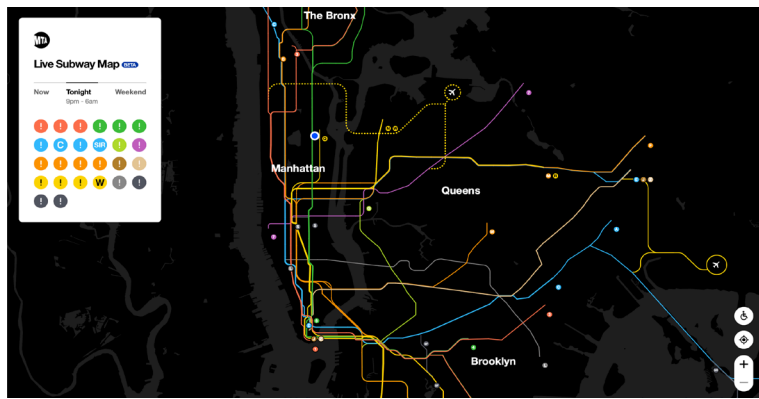 MTA
Live Subway Map BETA
Now Tonight Weekend
9pm - 6am
! ! ! ! ! !
! C ! SIR ! !
! ! ! ! ! !
! ! ! W ! !
! !
The Bronx
Manhattan
Queens
Brooklyn
+
−